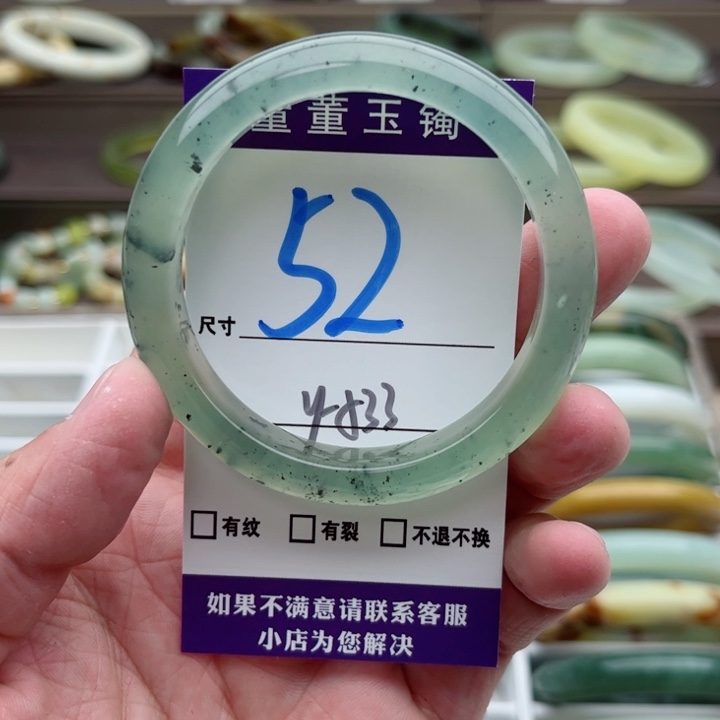 董董玉镯
尺寸 52
4833
□有纹 □有裂 □不退不换
如果不满意请联系客服
小店为您解决